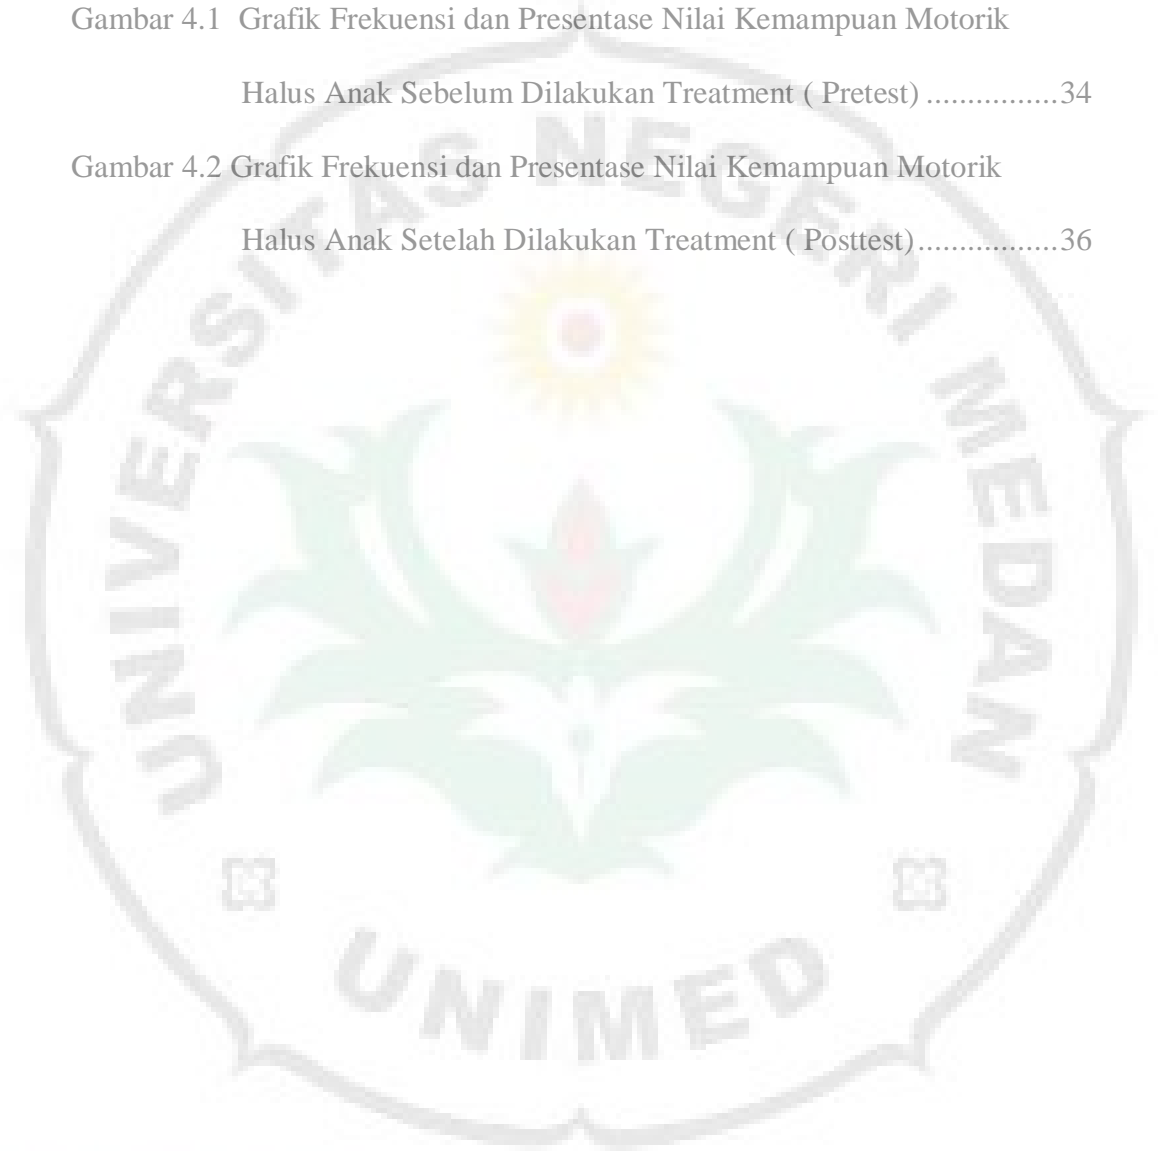 Gambar 4.1  Grafik Frekuensi dan Presentase Nilai Kemampuan Motorik
Halus Anak Sebelum Dilakukan Treatment ( Pretest) ................34
Gambar 4.2 Grafik Frekuensi dan Presentase Nilai Kemampuan Motorik
Halus Anak Setelah Dilakukan Treatment ( Posttest).................36
UNIVERSITAS NEGERI MEDAN
UNIMED